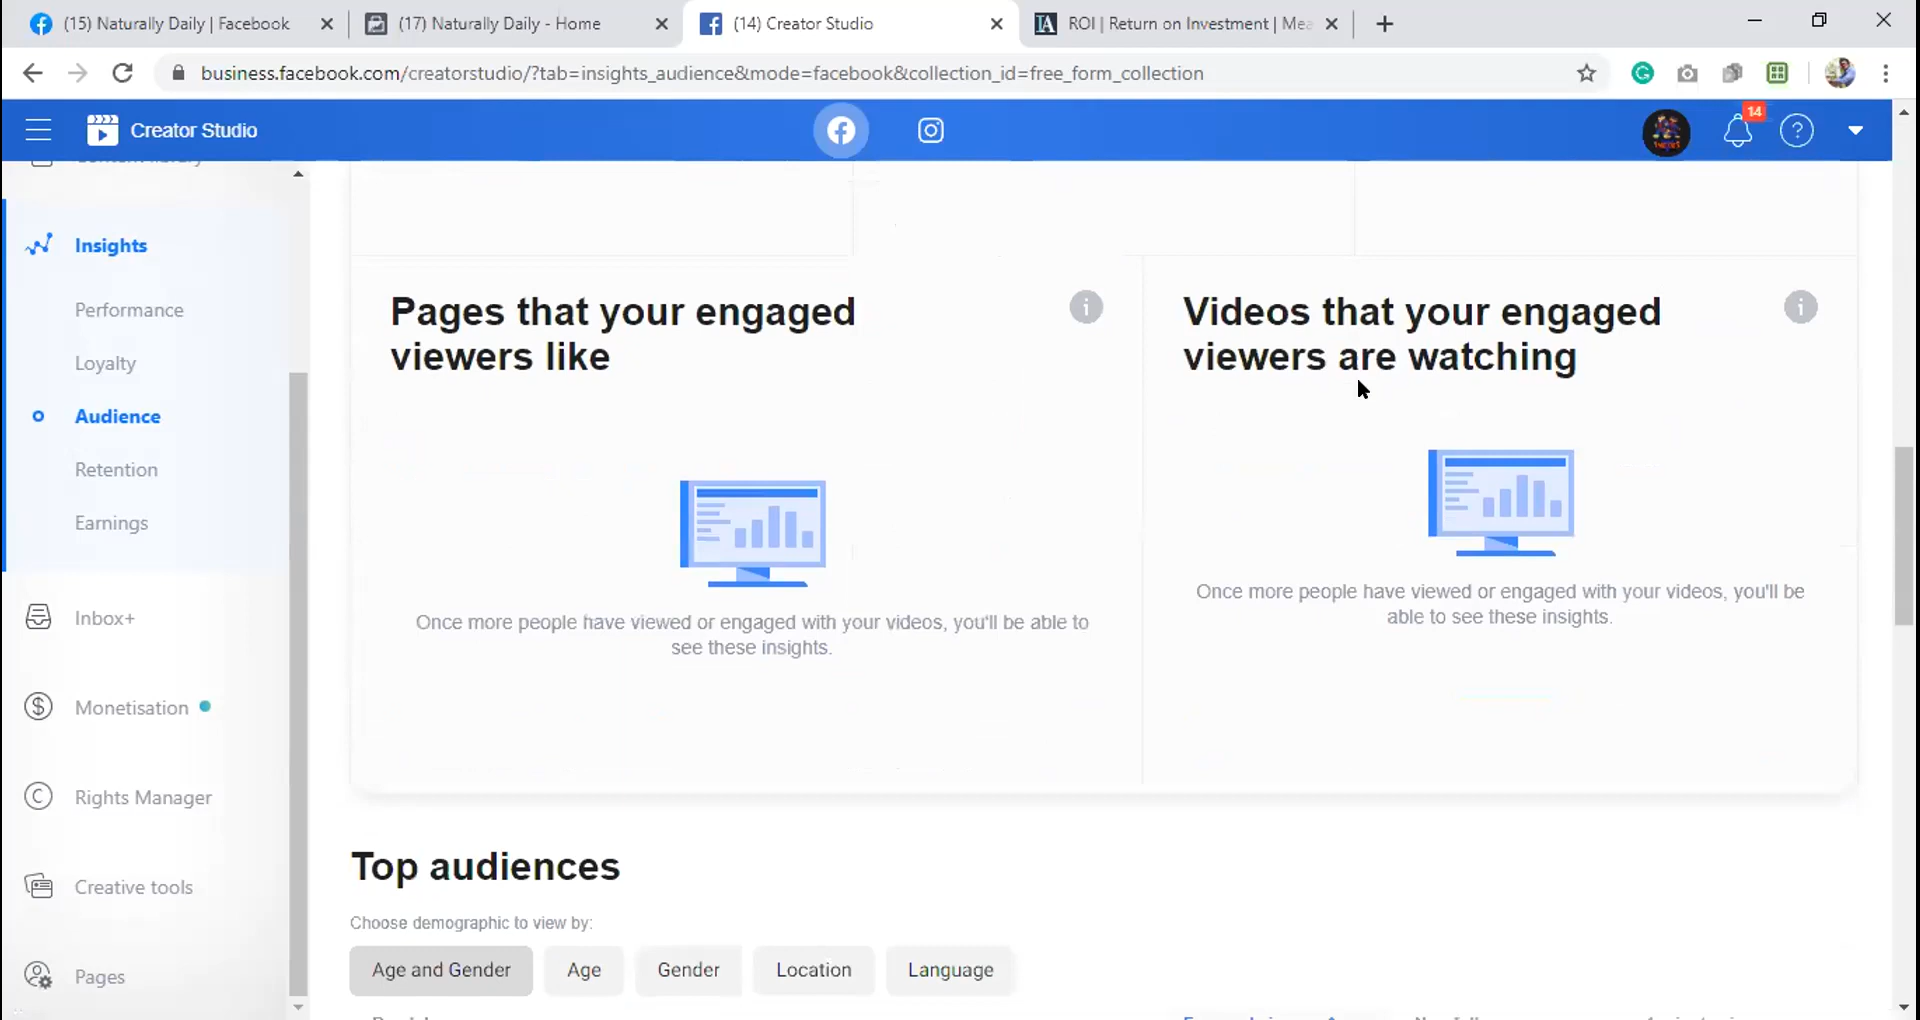 (15) Naturally Daily | Facebook
(17) Naturally Daily - Home
(14) Creator Studio
ROI | Return on Investment | Mea
business.facebook.com/creatorstudio/?tab=insights_audience&mode=facebook&collection_id=free_form_collection
Creator Studio
14
Content library
Insights
Performance
Loyalty
Audience
Retention
Earnings
Inbox+
Monetisation
Rights Manager
Creative tools
Pages
Pages that your engaged
viewers like
Once more people have viewed or engaged with your videos, you'll be able to
see these insights.
Videos that your engaged
viewers are watching
Once more people have viewed or engaged with your videos, you'll be
able to see these insights.
Top audiences
Choose demographic to view by:
Age and Gender
Age
Gender
Location
Language